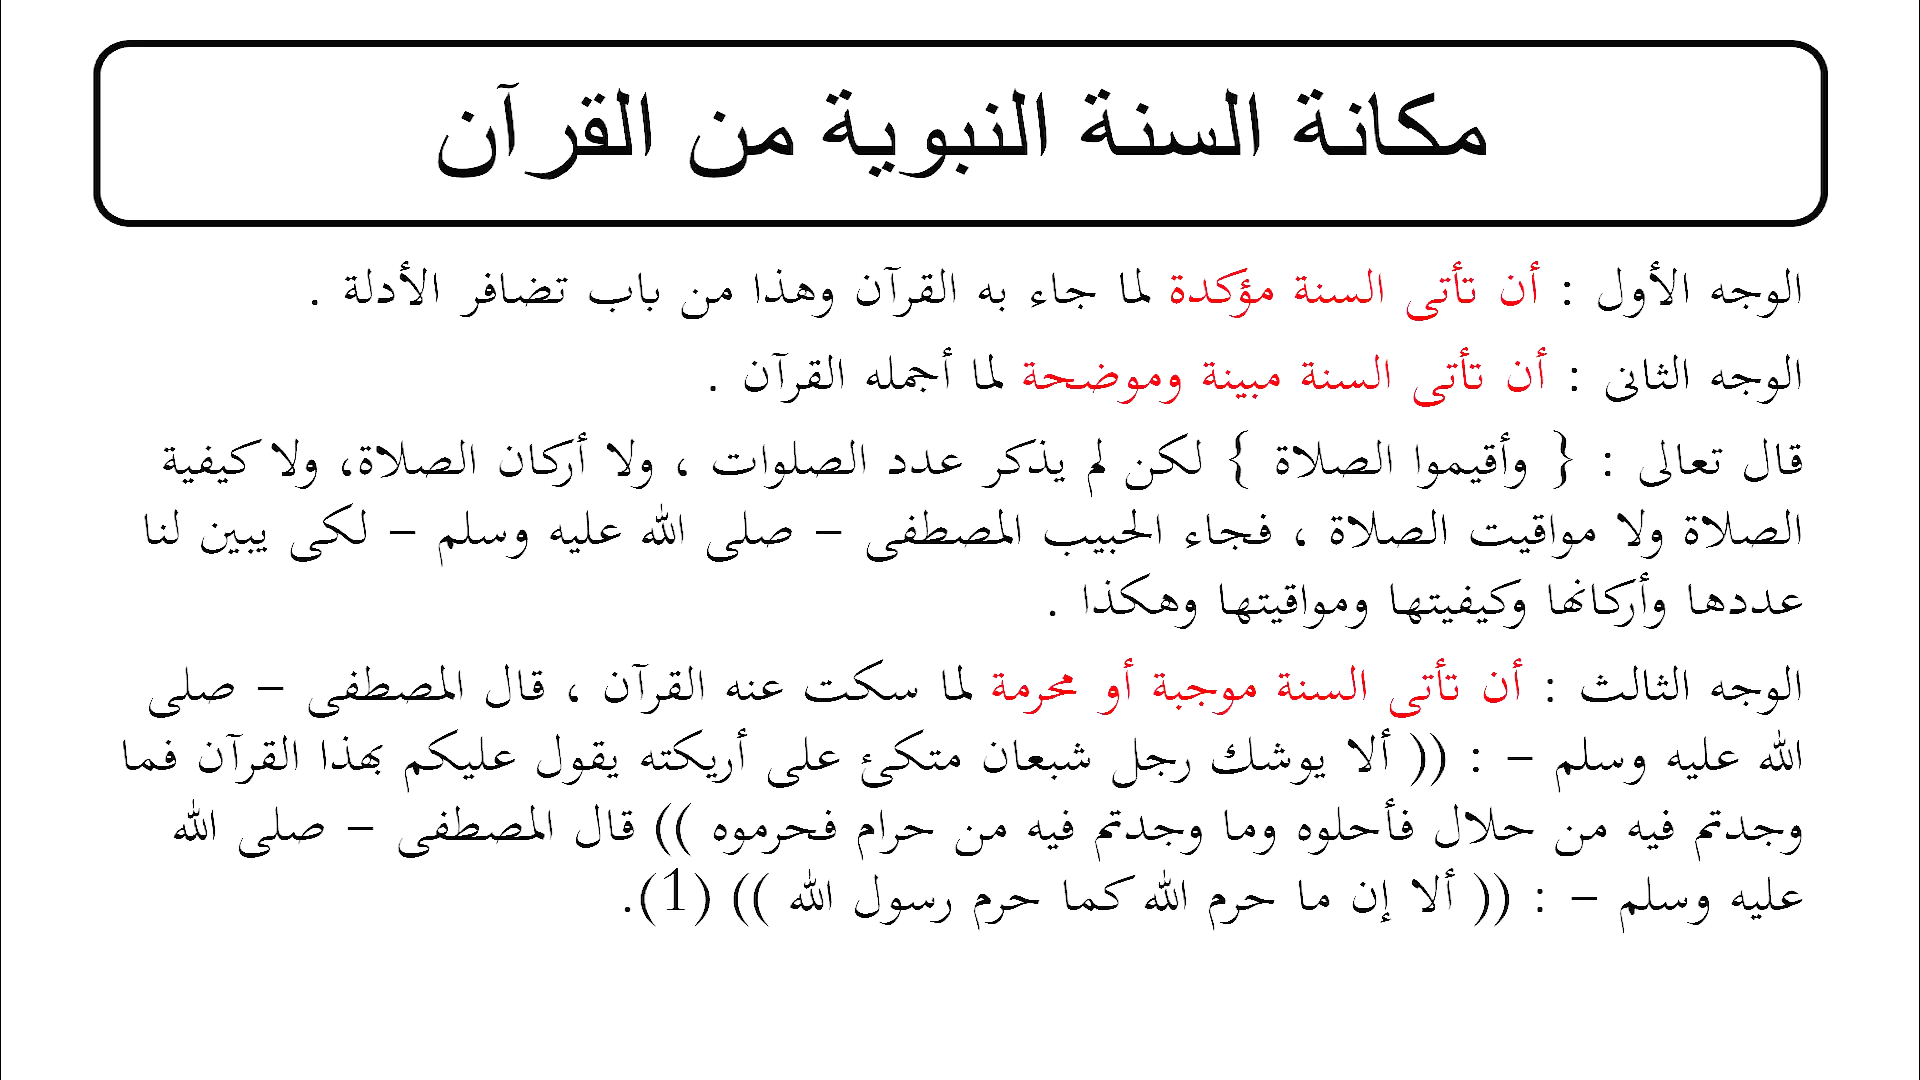 مكانة السنة النبوية من القرآن
الوجه الأول : أن تأتى السنة مؤكدة لما جاء به القرآن وهذا من باب تضافر الأدلة .
الوجه الثانى : أن تأتى السنة مبينة وموضحة لما أجمله القرآن .
قال تعالى : { وأقيموا الصلاة } لكن لم يذكر عدد الصلوات ، ولا أركان الصلاة، ولا كيفية
الصلاة ولا مواقيت الصلاة ، فجاء الحبيب المصطفى – صلى الله عليه وسلم – لكى يبين لنا
عددها وأركانها وكيفيتها ومواقيتها وهكذا .
الوجه الثالث : أن تأتى السنة موجبة أو محرمة لما سكت عنه القرآن ، قال المصطفى – صلى
الله عليه وسلم – : (( ألا يوشك رجل شبعان متكئ على أريكته يقول عليكم بهذا القرآن فما
وجدتم فيه من حلال فأحلوه وما وجدتم فيه من حرام فحرموه )) قال المصطفى – صلى الله
عليه وسلم – : (( ألا إن ما حرم الله كما حرم رسول الله )) (1).